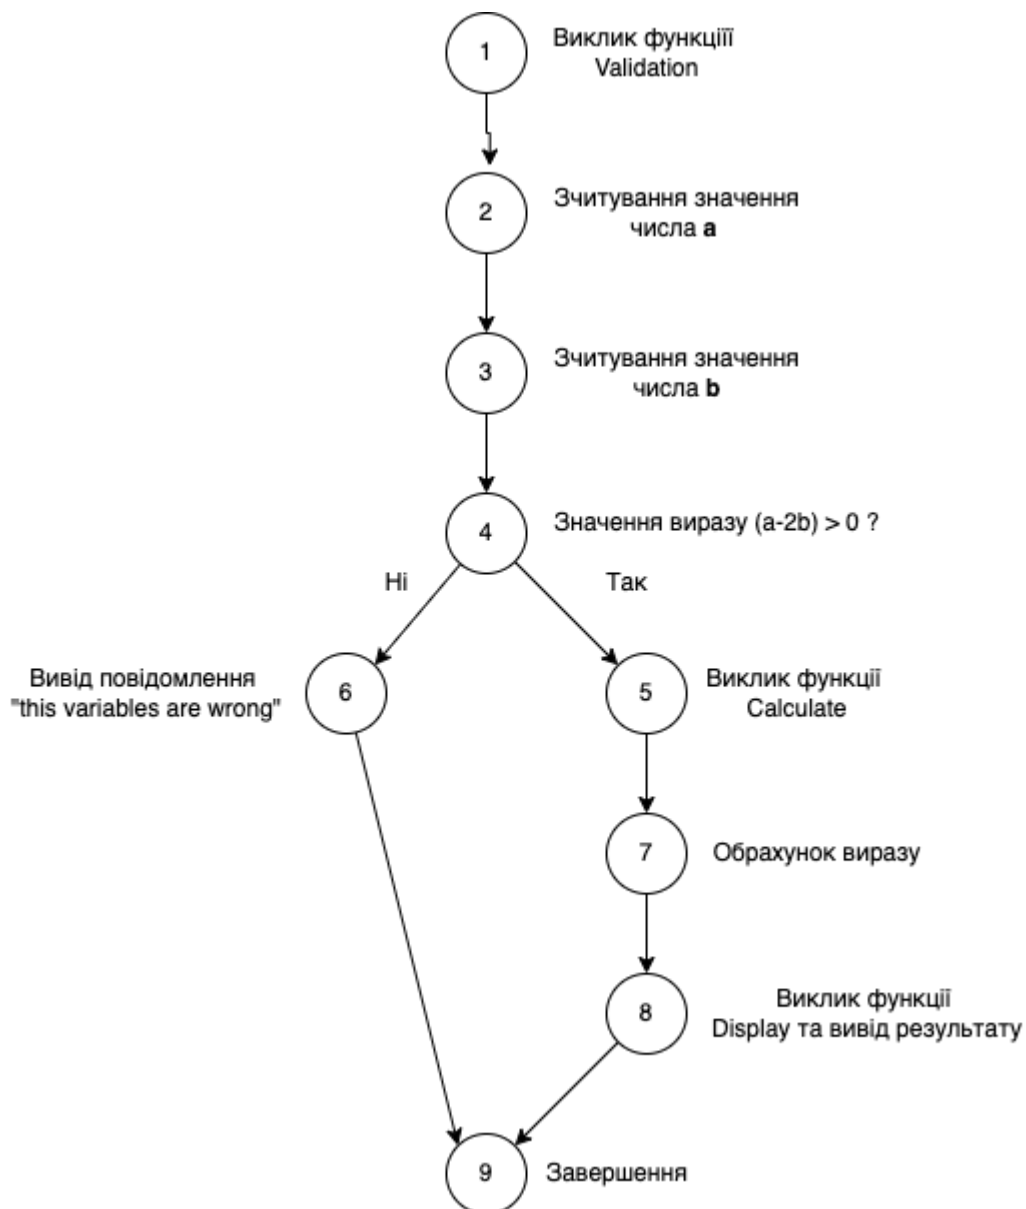 1
Виклик функціїї
Validation
2
Зчитування значення
числа a
3
Зчитування значення
числа b
4
Значення виразу (a-2b) > 0 ?
Ні
Так
Вивід повідомлення
"this variables are wrong"
6
5
Виклик функції
Calculate
7
Обрахунок виразу
8
Виклик функції
Display та вивід результату
9
Завершення